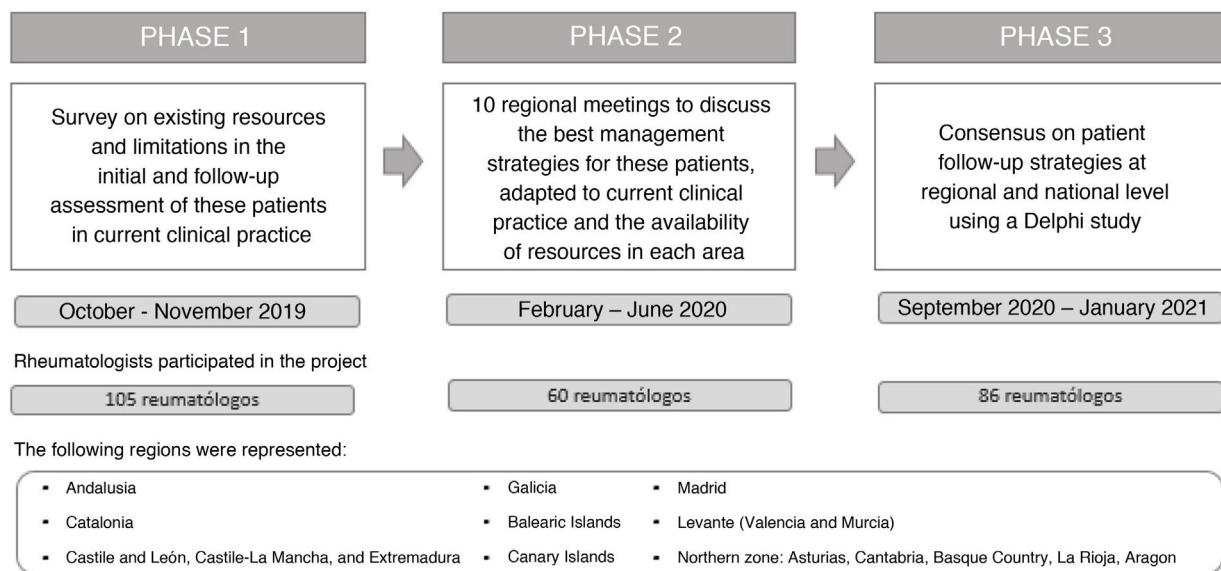 PHASE 1
Survey on existing resources
and limitations in the
initial and follow-up
assessment of these patients
in current clinical practice
October - November 2019
PHASE 2
10 regional meetings to discuss
the best management
strategies for these patients,
adapted to current clinical
practice and the availability
of resources in each area
February – June 2020
PHASE 3
Consensus on patient
follow-up strategies at
regional and national level
using a Delphi study
September 2020 – January 2021
Rheumatologists participated in the project
105 reumatólogos
60 reumatólogos
86 reumatólogos
The following regions were represented:
▪ Andalusia
▪ Catalonia
▪ Castile and León, Castile-La Mancha, and Extremadura
▪ Galicia
▪ Balearic Islands
▪ Canary Islands
▪ Madrid
▪ Levante (Valencia and Murcia)
▪ Northern zone: Asturias, Cantabria, Basque Country, La Rioja, Aragon